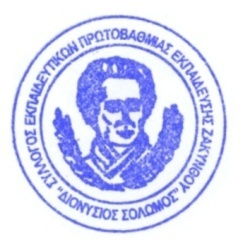 ΣΥΛΛΟΓΟΣ ΕΚΠΑΙΔΕΥΤΙΚΩΝ ΠΡΩΤΟΒΑΘΜΙΑΣ ΕΚΠΑΙΔΕΥΣΗΣ ΖΑΚΥΝΘΟΥ
"ΔΙΟΝΥΣΙΟΣ ΣΟΛΩΜΟΣ"